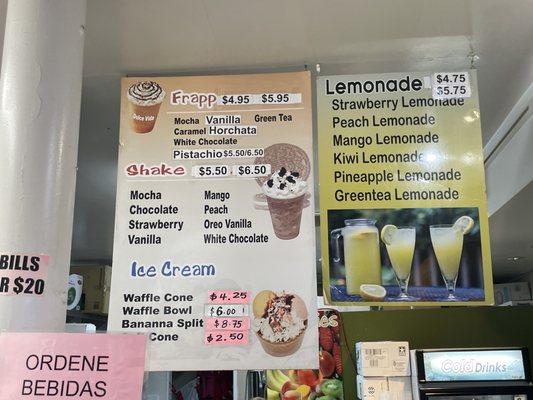 Dulce Vida
Frapp $4.95 $5.95
Mocha Vanilla Green Tea
Caramel Horchata
White Chocolate
Pistachio $5.50/6.50
Shake $5.50 - $6.50
Mocha Mango
Chocolate Peach
Strawberry Oreo Vanilla
Vanilla White Chocolate
Ice Cream
Waffle Cone $4.25
Waffle Bowl $6.00
Bananna Split $8.75
Cone $2.50
Lemonade $4.75
$5.75
Strawberry Lemonade
Peach Lemonade
Mango Lemonade
Kiwi Lemonade
Pineapple Lemonade
Greentea Lemonade
BILLS
R $20
ORDENE
BEBIDAS
Cold Drinks